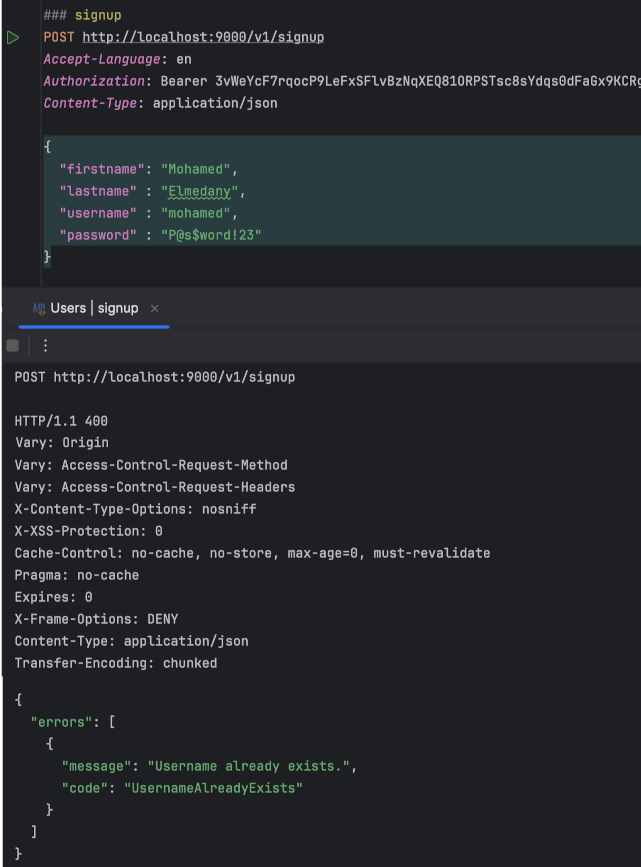 ### signup
POST http://localhost:9000/v1/signup
Accept-Language: en
Authorization: Bearer 3vWeYcF7rqocP9LeFxSFlvBzNqXEQ81ORPSTsc8sYdqs0dFaGx9KCRg
Content-Type: application/json
{
"firstname": "Mohamed",
"lastname" : "Elmedany",
"username" : "mohamed",
"password" : "P@s$word!23"
}
API Users | signup ×
POST http://localhost:9000/v1/signup
HTTP/1.1 400
Vary: Origin
Vary: Access-Control-Request-Method
Vary: Access-Control-Request-Headers
X-Content-Type-Options: nosniff
X-XSS-Protection: 0
Cache-Control: no-cache, no-store, max-age=0, must-revalidate
Pragma: no-cache
Expires: 0
X-Frame-Options: DENY
Content-Type: application/json
Transfer-Encoding: chunked
{
"errors": [
{
"message": "Username already exists.",
"code": "UsernameAlreadyExists"
}
]
}